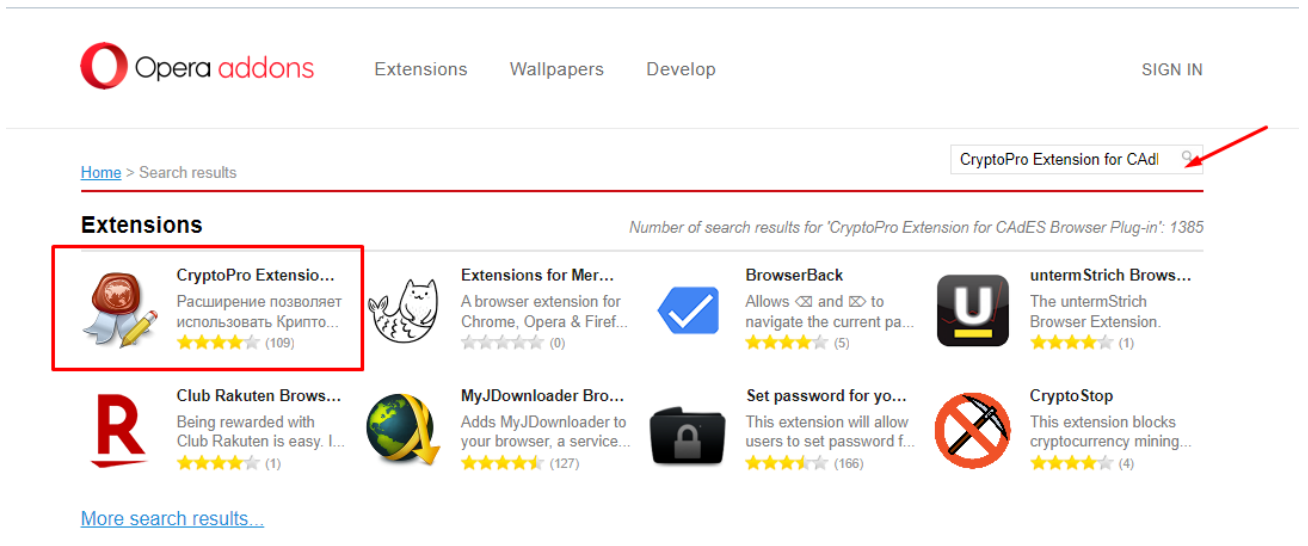 Opera addons
Extensions Wallpapers Develop
SIGN IN
CryptoPro Extension for CAd
Home > Search results
Extensions
Number of search results for 'CryptoPro Extension for CAdES Browser Plug-in': 1385
CryptoPro Extensio...
Расширение позволяет
использовать Крипто...
(109)
Extensions for Mer...
A browser extension for
Chrome, Opera & Firef...
(0)
BrowserBack
Allows ⌫ and ⌦ to
navigate the current pa...
(5)
untermStrich Brows...
The untermStrich
Browser Extension.
(1)
Club Rakuten Brows...
Being rewarded with
Club Rakuten is easy. I...
(1)
MyJDownloader Bro...
Adds MyJDownloader to
your browser, a service...
(127)
Set password for yo...
This extension will allow
users to set password f...
(166)
CryptoStop
This extension blocks
cryptocurrency mining...
(4)
More search results...